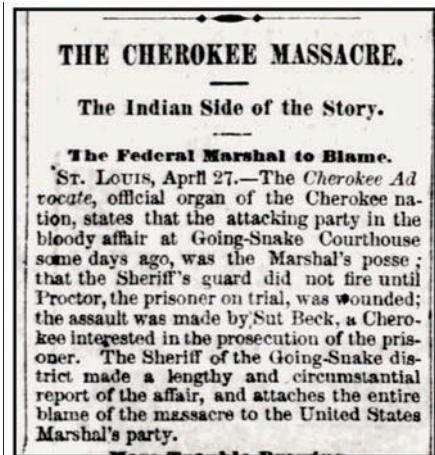 THE CHEROKEE MASSACRE.
The Indian Side of the Story.
The Federal Marshal to Blame.
ST. LOUIS, April 27.—The Cherokee Ad
vocate, official organ of the Cherokee na-
tion, states that the attacking party in the
bloody affair at Going-Snake Courthouse
some days ago, was the Marshal's posse;
that the Sheriff's guard did not fire until
Proctor, the prisoner on trial, was wounded;
the assault was made by Sut Beck, a Chero-
kee interested in the prosecution of the pris-
oner. The Sheriff of the Going-Snake dis-
trict made a lengthy and circumstantial
report of the affair, and attaches the entire
blame of the massacre to the United States
Marshal's party.